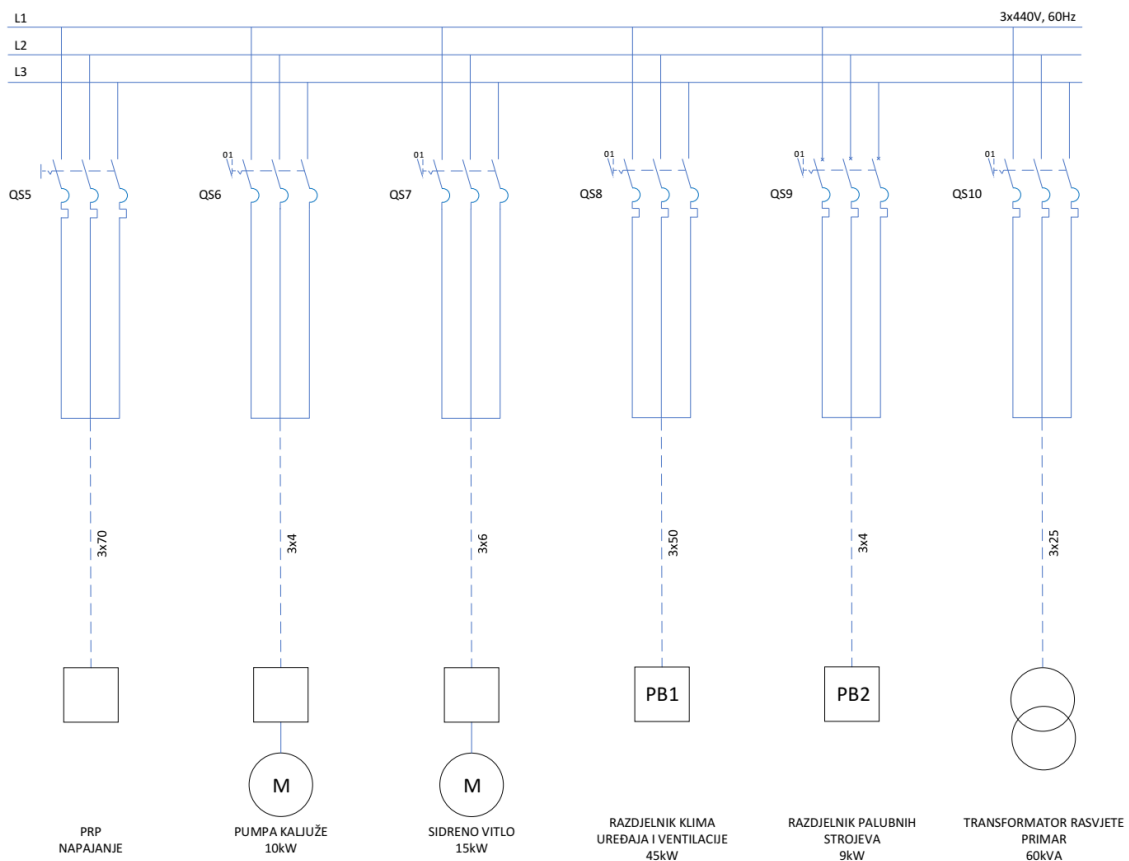 L1
3x440V, 60Hz
L2
L3
01
01
01
01
01
QS5
QS6
QS7
QS8
QS9
QS10
3x70
3x4
3x6
3x50
3x4
3x25
PB1
PB2
M
M
PRP
NAPAJANJE
PUMPA KALJUŽE
10kW
SIDRENO VITLO
15kW
RAZDJELNIK KLIMA
UREĐAJA I VENTILACIJE
45kW
RAZDJELNIK PALUBNIH
STROJEVA
9kW
TRANSFORMATOR RASVJETE
PRIMAR
60kVA